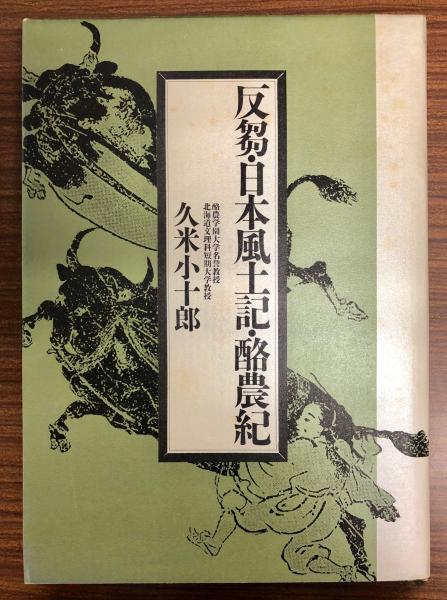 反芻・日本風土記・酪農紀
酪農学園大学名誉教授
北海道文理科短期大学教授
久米小十郎